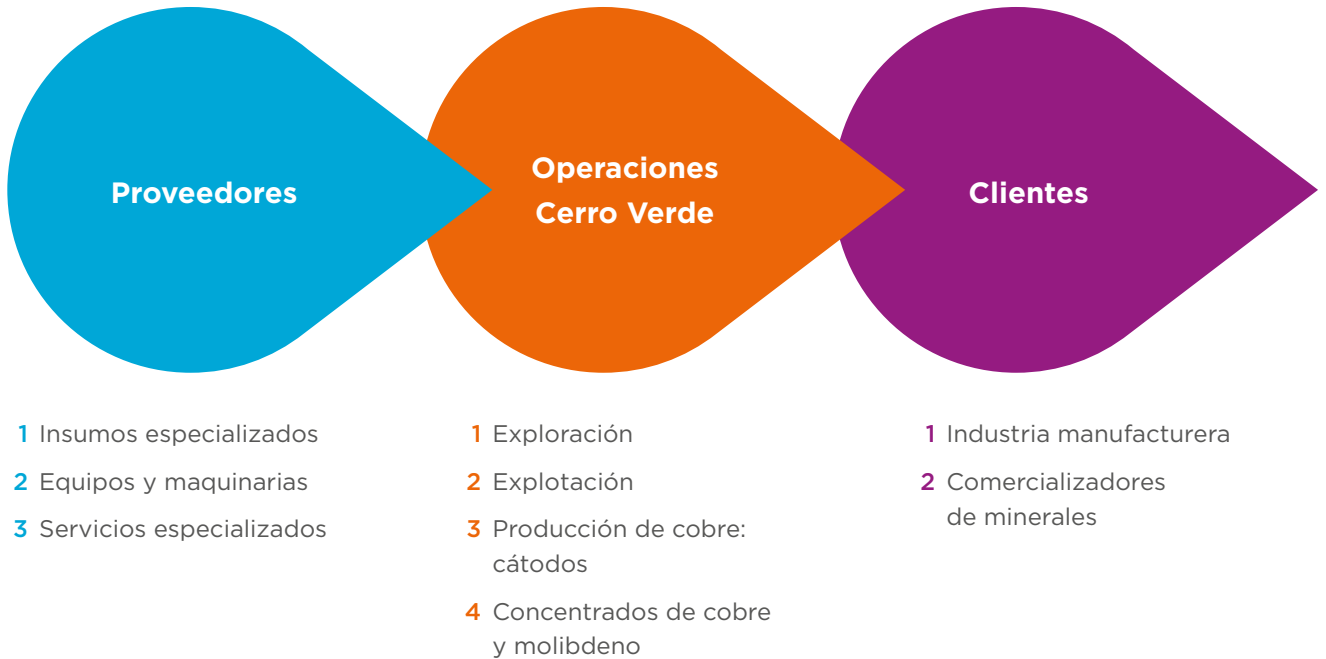 Proveedores
Operaciones
Cerro Verde
Clientes
1 Insumos especializados
2 Equipos y maquinarias
3 Servicios especializados
1 Exploración
2 Explotación
3 Producción de cobre:
cátodos
4 Concentrados de cobre
y molibdeno
1 Industria manufacturera
2 Comercializadores
de minerales